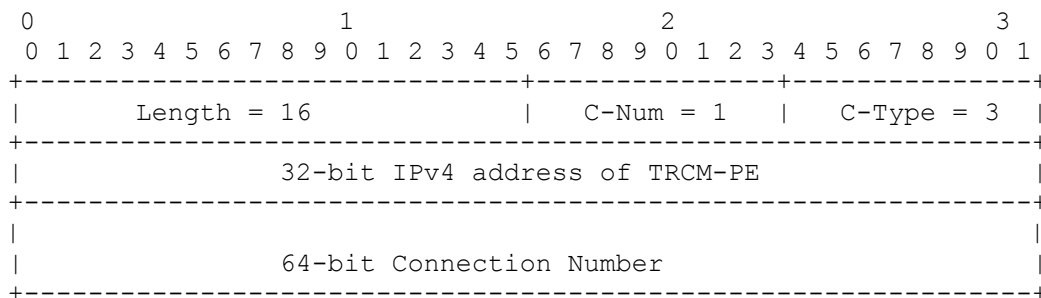 0                   1                   2                   3
0 1 2 3 4 5 6 7 8 9 0 1 2 3 4 5 6 7 8 9 0 1 2 3 4 5 6 7 8 9 0 1
+-------------------------------+---------------+---------------+
|       Length = 16             |   C-Num = 1   |   C-Type = 3  |
+---------------------------------------------------------------+
|                32-bit IPv4 address of TRCM-PE                 |
+---------------------------------------------------------------+
|                                                               |
|                64-bit Connection Number                       |
+---------------------------------------------------------------+